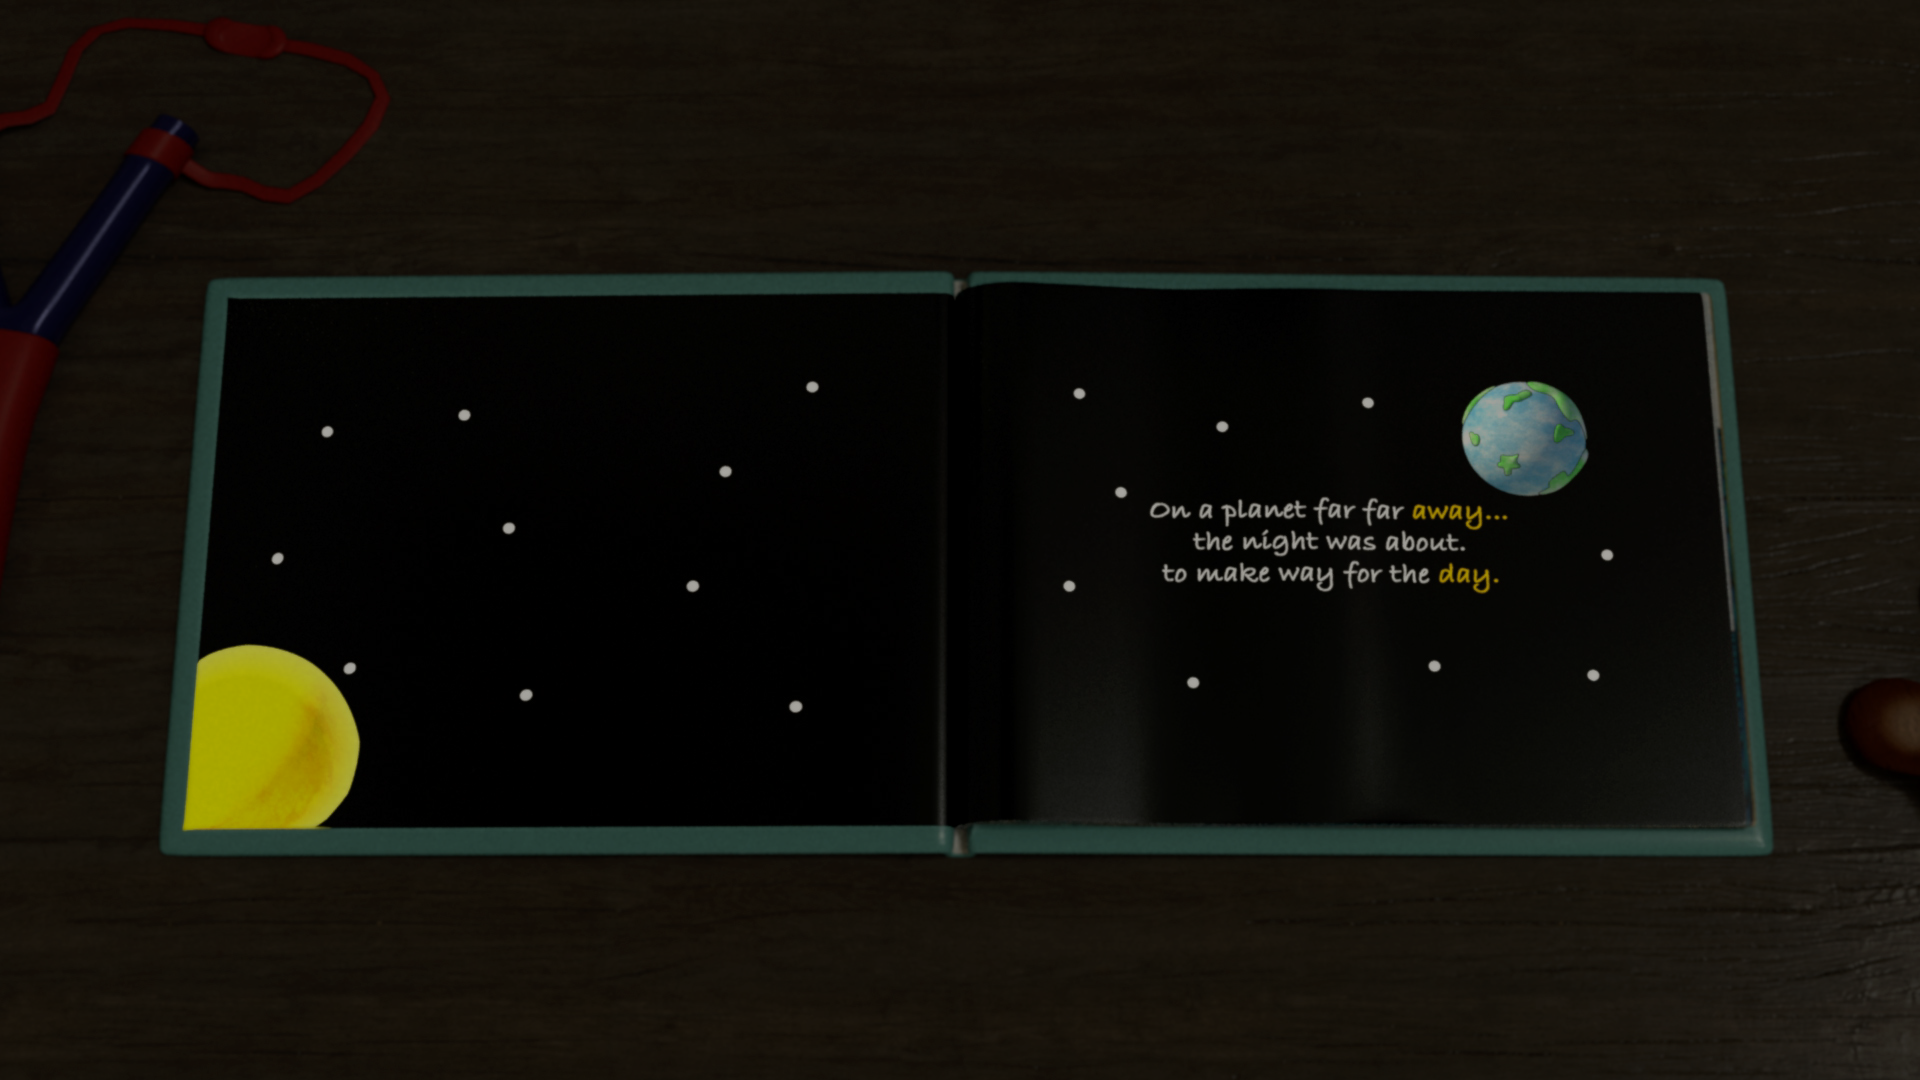 On a planet far far away...
the night was about.
to make way for the day.